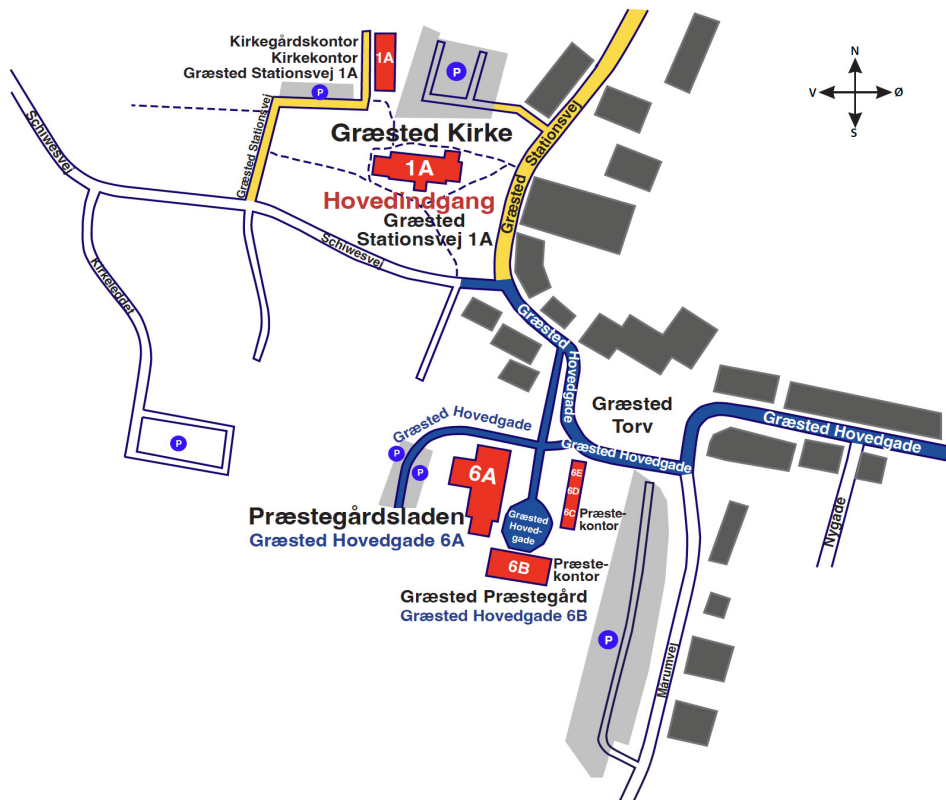 Kirkegårdskontor
Kirkekontor
Græsted Stationsvej 1A
1A
P
P
N
V
Ø
S
Schiwesvej
Græsted Stationsvej
Græsted Kirke
1A
Hovedindgang
Græsted
Stationsvej 1A
Græsted Stationsvej
Schiwesvej
Kirkeleddet
P
Græsted Hovedgade
Græsted
Torv
Græsted Hovedgade
Græsted Hovedgade
Græsted Hovedgade
P
P
6A
6E
6D
6C
Præste-
kontor
Præstegårdsladen
Græsted Hovedgade 6A
Græsted
Hoved-
gade
6B
Præste-
kontor
Græsted Præstegård
Græsted Hovedgade 6B
P
Marumvej
Nygade